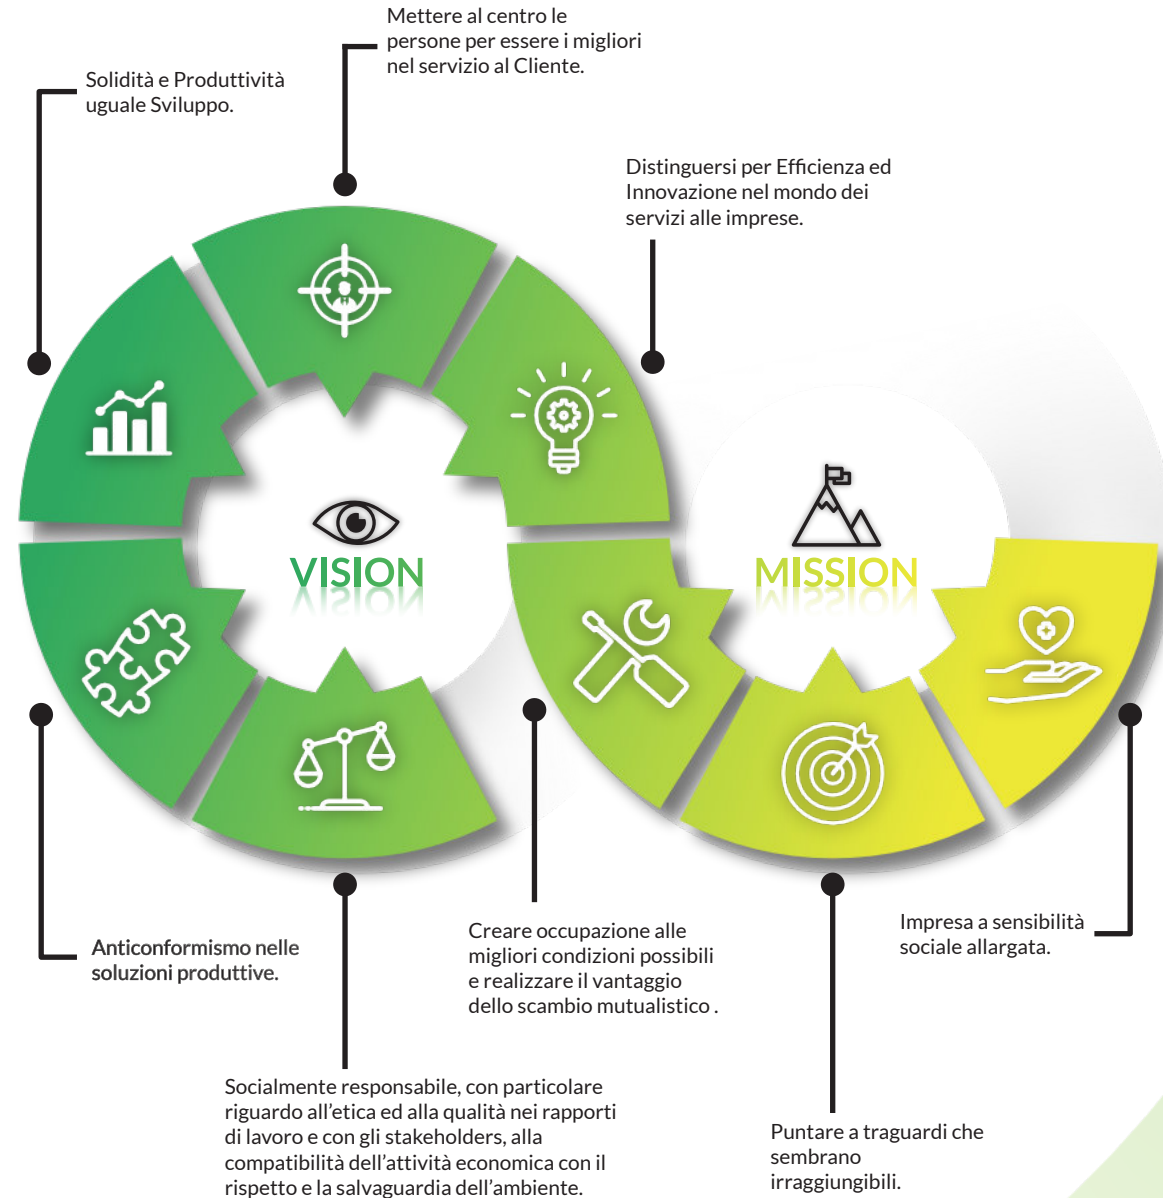 Mettere al centro le
persone per essere i migliori
nel servizio al Cliente.
Solidità e Produttività
uguale Sviluppo.
Distinguersi per Efficienza ed
Innovazione nel mondo dei
servizi alle imprese.
VISION
MISSION
Anticonformismo nelle
soluzioni produttive.
Creare occupazione alle
migliori condizioni possibili
e realizzare il vantaggio
dello scambio mutualistico .
Impresa a sensibilità
sociale allargata.
Socialmente responsabile, con particolare
riguardo all'etica ed alla qualità nei rapporti
di lavoro e con gli stakeholders, alla
compatibilità dell'attività economica con il
rispetto e la salvaguardia dell'ambiente.
Puntare a traguardi che
sembrano
irraggiungibili.